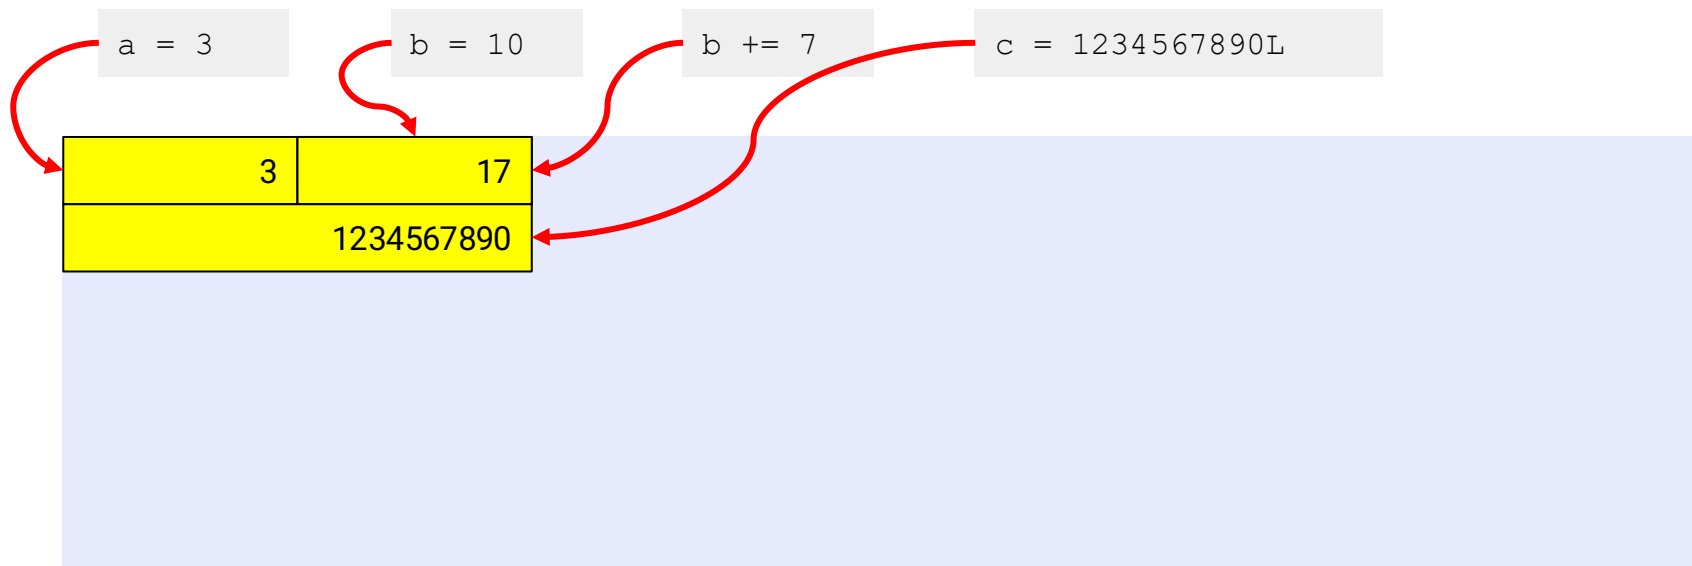 a = 3
b = 10
b += 7
c = 1234567890L
3
17
1234567890